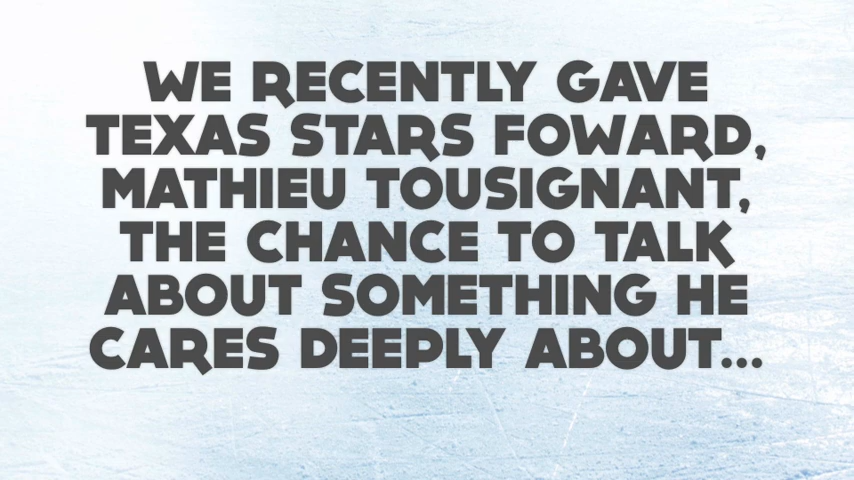 WE RECENTLY GAVE
TEXAS STARS FOWARD,
MATHIEU TOUSIGNANT,
THE CHANCE TO TALK
ABOUT SOMETHING HE
CARES DEEPLY ABOUT...